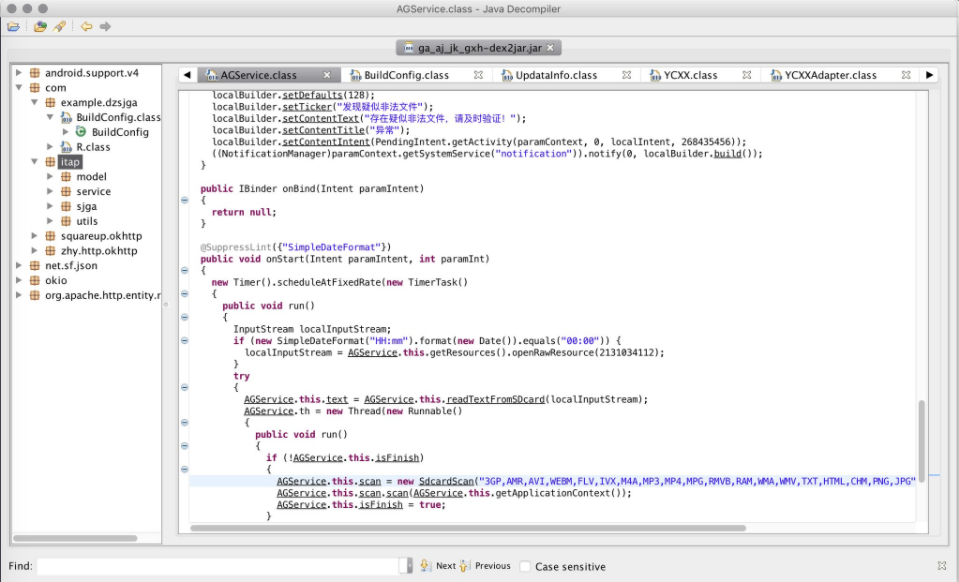 AGService.class - Java Decompiler
ga_aj_jk_gxh-dex2jar.jar
android.support.v4
com
example.dzsjga
BuildConfig.class
BuildConfig
R.class
itap
model
service
sjga
utils
squareup.okhttp
zhy.http.okhttp
net.sf.json
okio
org.apache.http.entity.r
AGService.class BuildConfig.class UpdataInfo.class YCXX.class YCXXAdapter.class
localBuilder.setDefaults(128);
localBuilder.setTicker("发现疑似非法文件");
localBuilder.setContentText("存在疑似非法文件, 请及时验证! ");
localBuilder.setContentTitle("异常");
localBuilder.setContentIntent(PendingIntent.getActivity(paramContext, 0, localIntent, 268435456));
((NotificationManager)paramContext.getSystemService("notification")).notify(0, localBuilder.build());
}
public IBinder onBind(Intent paramIntent)
{
return null;
}
@SuppressLint({"SimpleDateFormat"})
public void onStart(Intent paramIntent, int paramInt)
{
new Timer().scheduleAtFixedRate(new TimerTask()
{
public void run()
{
InputStream localInputStream;
if (new SimpleDateFormat("HH:mm").format(new Date()).equals("00:00")) {
localInputStream = AGService.this.getResources().openRawResource(2131034112);
}
try
{
AGService.this.text = AGService.this.readTextFromSDcard(localInputStream);
AGService.th = new Thread(new Runnable()
{
public void run()
{
if (!AGService.this.isFinish)
{
AGService.this.scan = new SdcardScan("3GP,AMR,AVI,WEBM,FLV,IVX,M4A,MP3,MP4,MPG,RMVB,RAM,WMA,WMV,TXT,HTML,CHM,PNG,JPG"
AGService.this.scan.scan(AGService.this.getApplicationContext());
AGService.this.isFinish = true;
}
Find: Next Previous Case sensitive